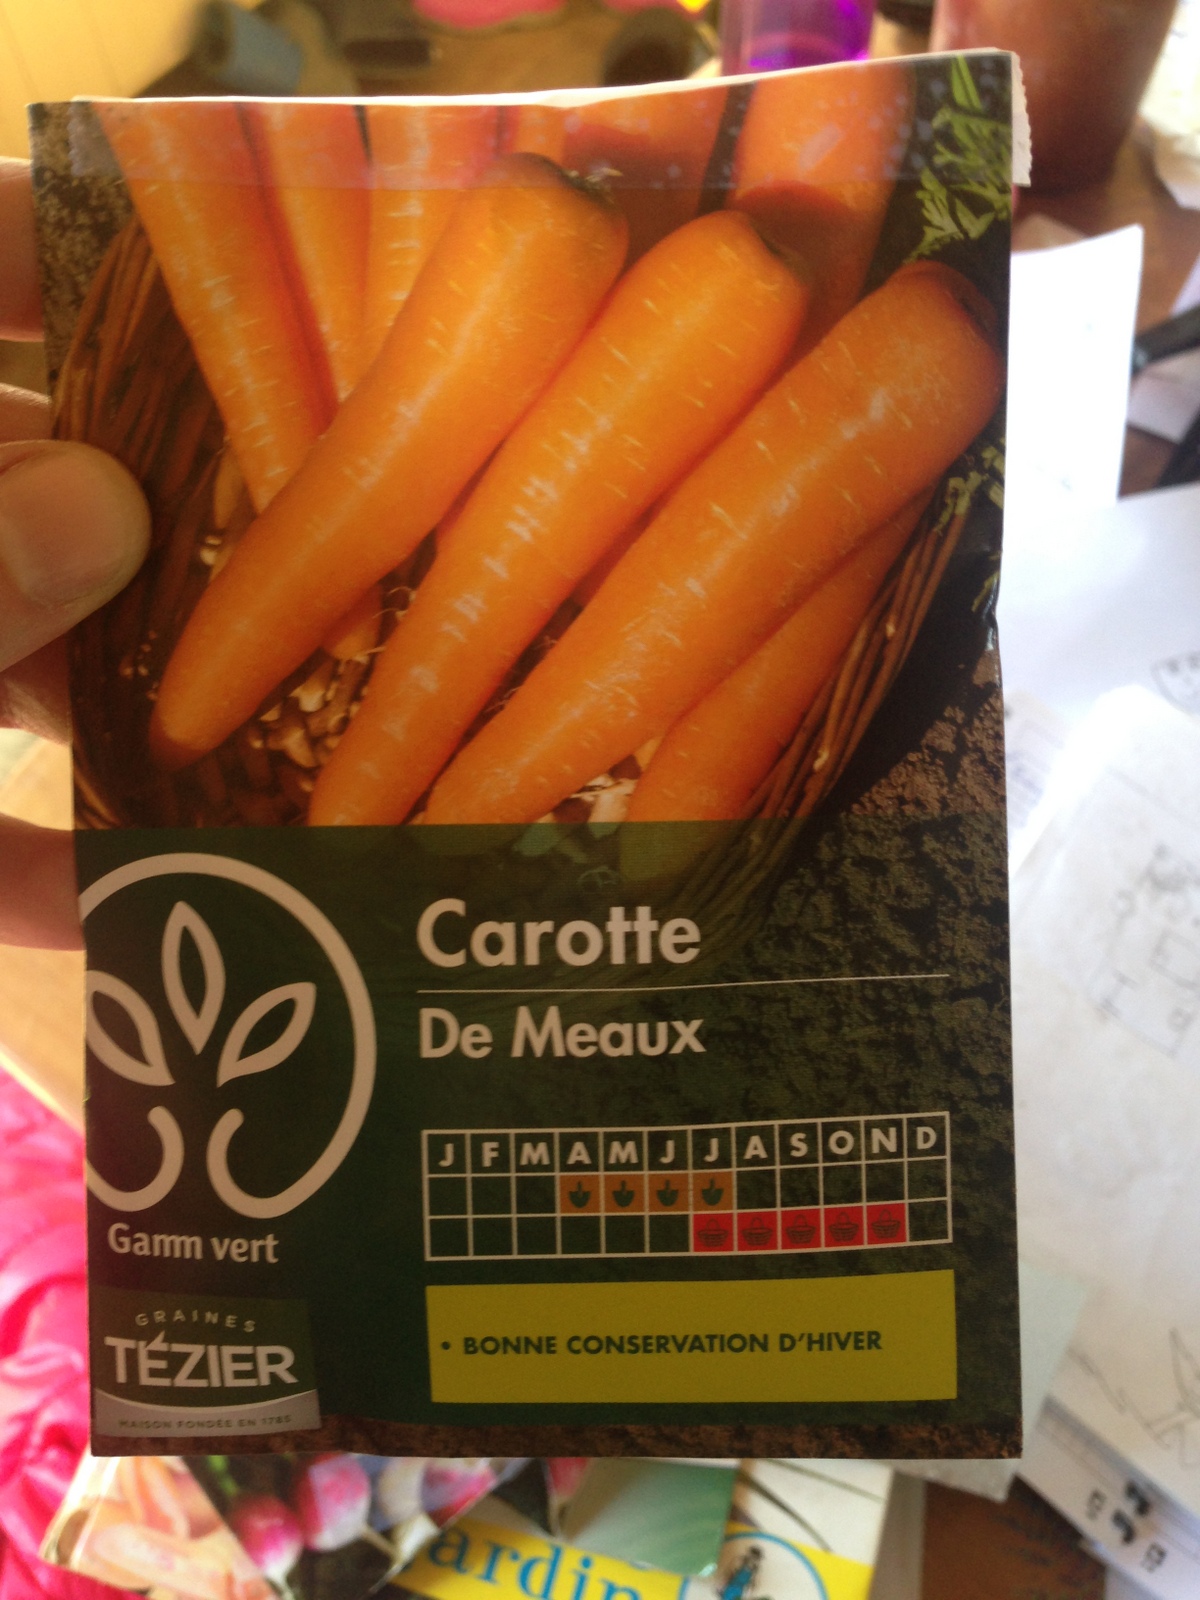 Carotte
De Meaux
J F M A M J J A S O N D
Gamm vert
GRAINES
TÉZIER
MAISON FONDÉE EN 1785
• BONNE CONSERVATION D'HIVER
ardin